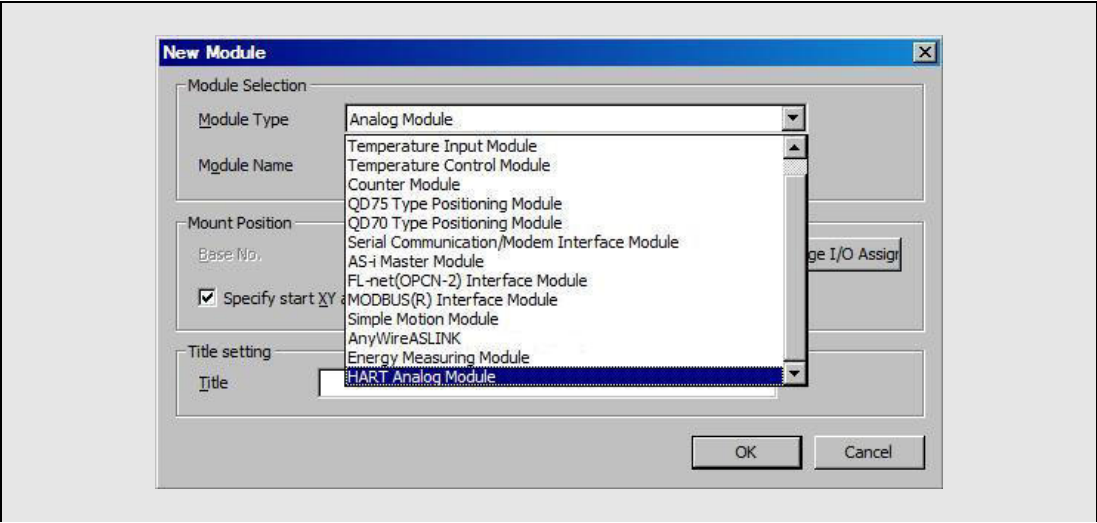 New Module
Module Selection
Module Type
Analog Module
Temperature Input Module
Temperature Control Module
Module Name
Counter Module
QD75 Type Positioning Module
QD70 Type Positioning Module
Mount Position
Serial Communication/Modem Interface Module
Base No.
AS-i Master Module
ge I/O Assign
FL-net(OPCN-2) Interface Module
Specify start XY a
MODBUS(R) Interface Module
Simple Motion Module
AnyWireASLINK
Title setting
Energy Measuring Module
Title
HART Analog Module
OK
Cancel